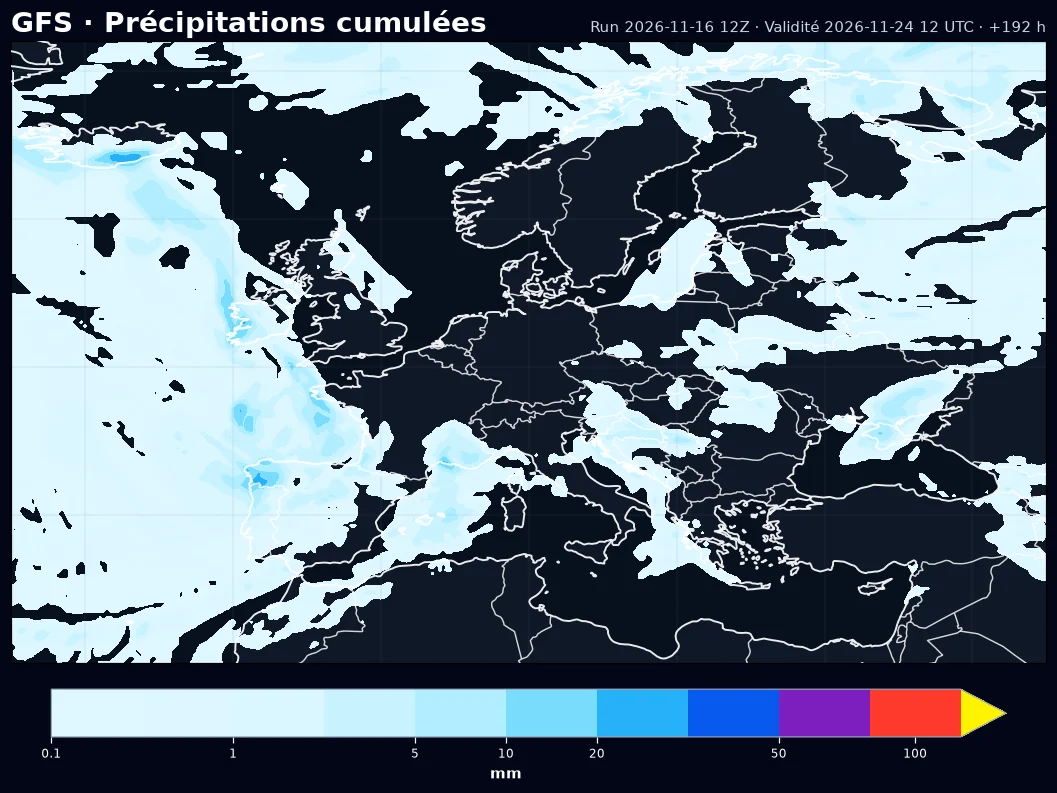 GFS · Précipitations cumulées
Run 2026-11-16 12Z · Validité 2026-11-24 12 UTC · +192 h
0.1 1 5 10 20 50 100
mm